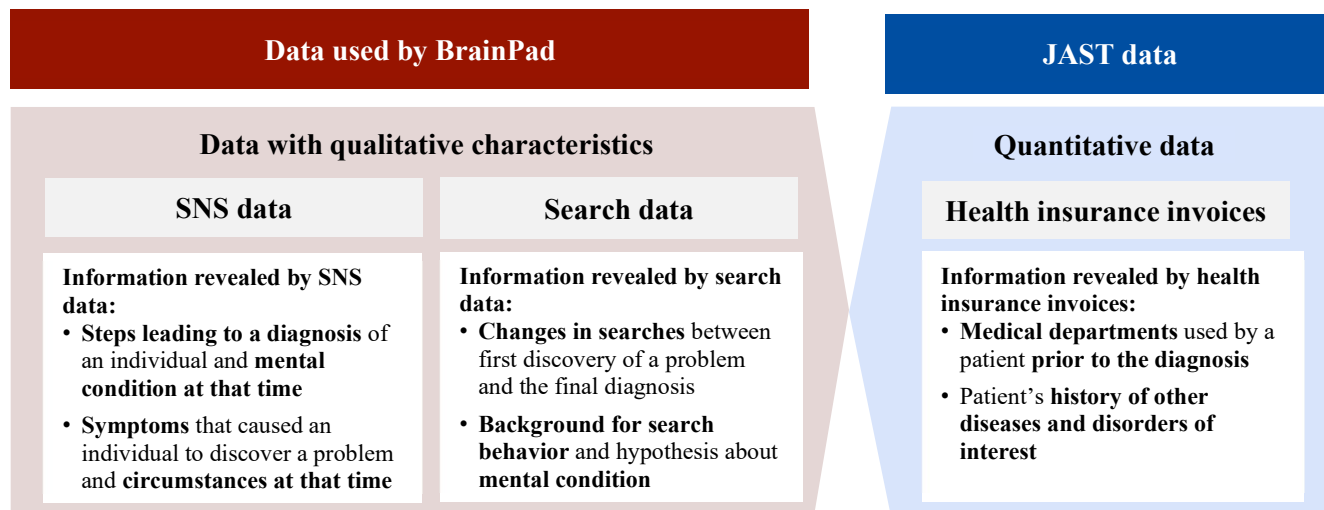 Data used by BrainPad
JAST data
Data with qualitative characteristics
SNS data
Information revealed by SNS
data:
• Steps leading to a diagnosis of
an individual and mental
condition at that time
• Symptoms that caused an
individual to discover a problem
and circumstances at that time
Search data
Information revealed by search
data:
• Changes in searches between
first discovery of a problem
and the final diagnosis
• Background for search
behavior and hypothesis about
mental condition
Quantitative data
Health insurance invoices
Information revealed by health
insurance invoices:
• Medical departments used by a
patient prior to the diagnosis
• Patient’s history of other
diseases and disorders of
interest